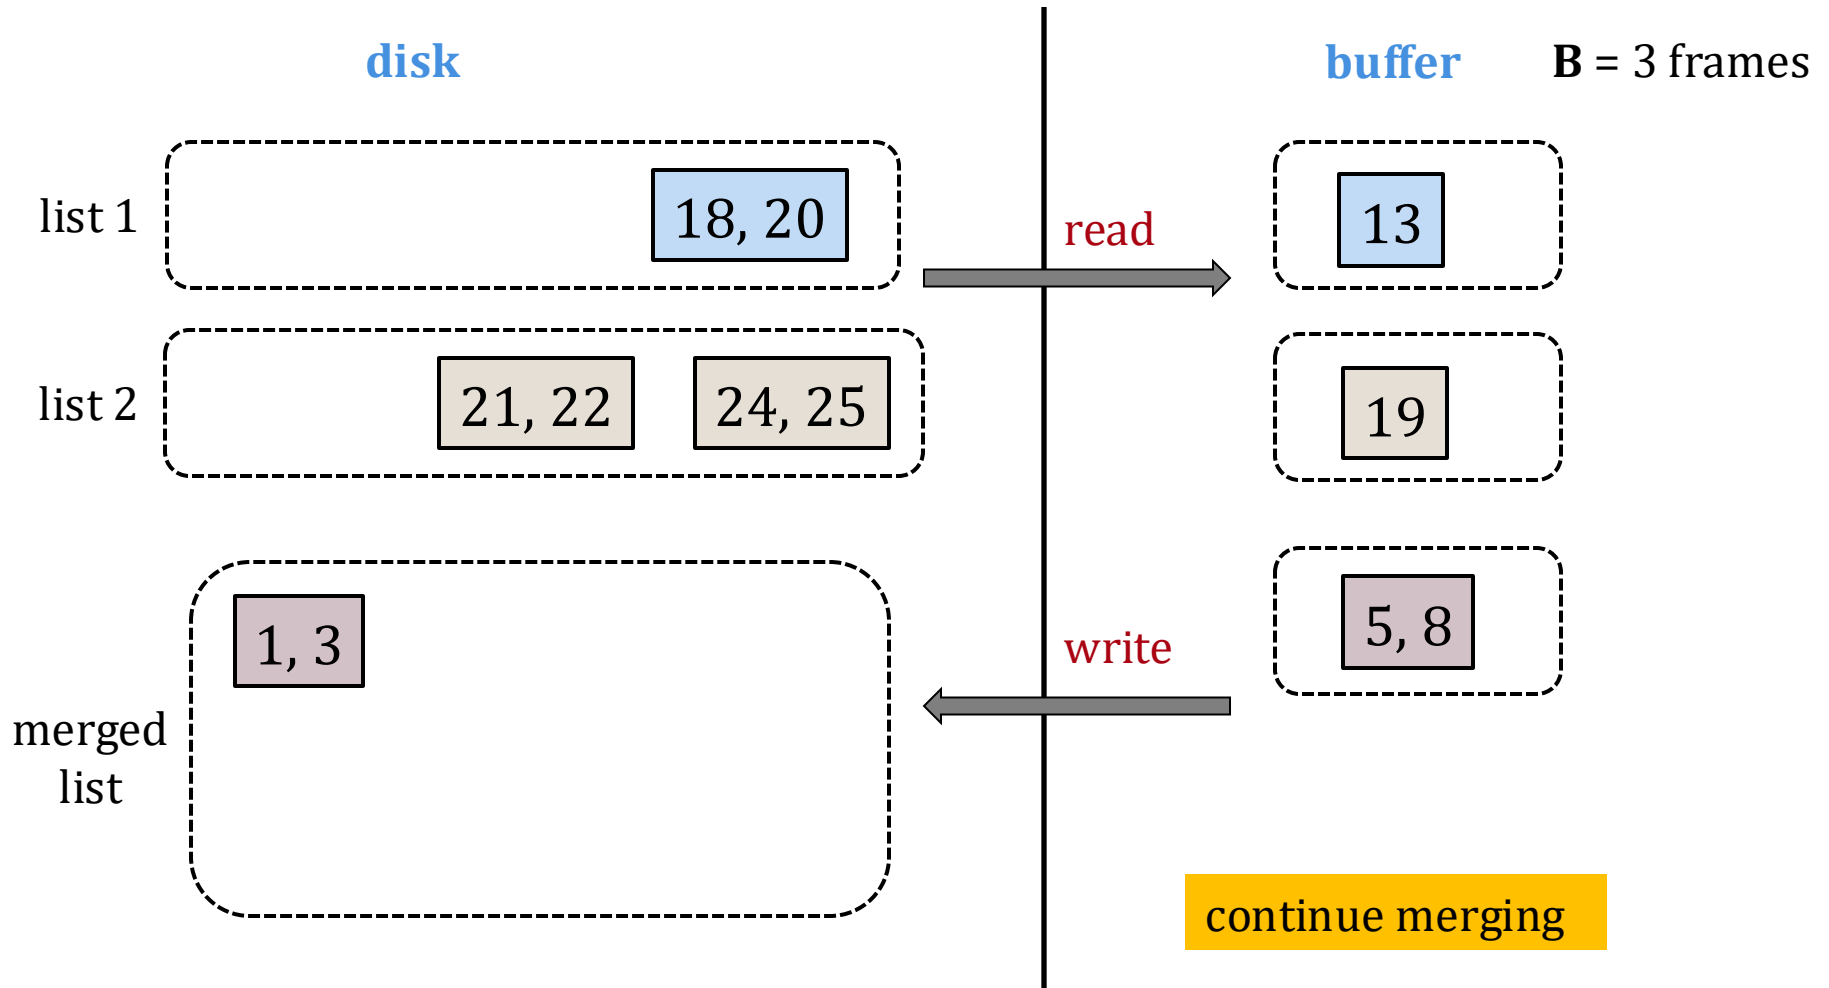 disk
buffer
B = 3 frames
list 1
18, 20
read
13
list 2
21, 22
24, 25
19
1, 3
write
5, 8
merged
list
continue merging